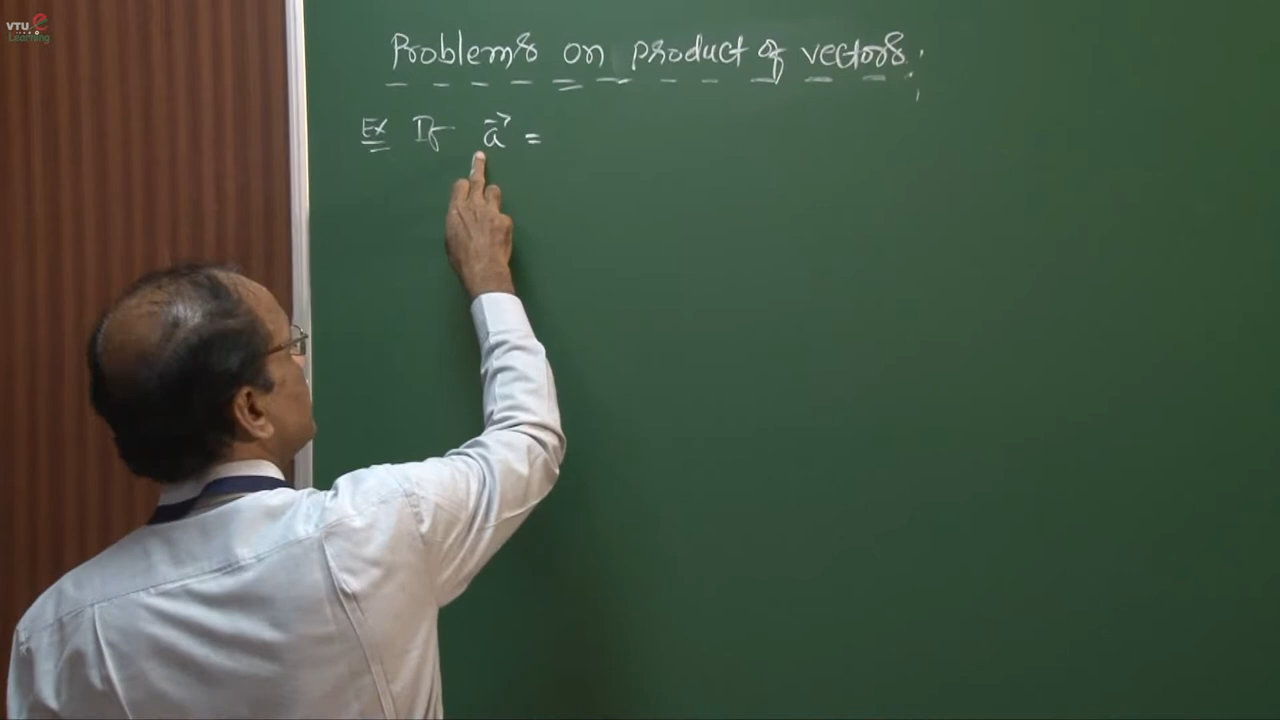 VTU e
Learning
Problems on product of vectors:
Ex If a⃗ =